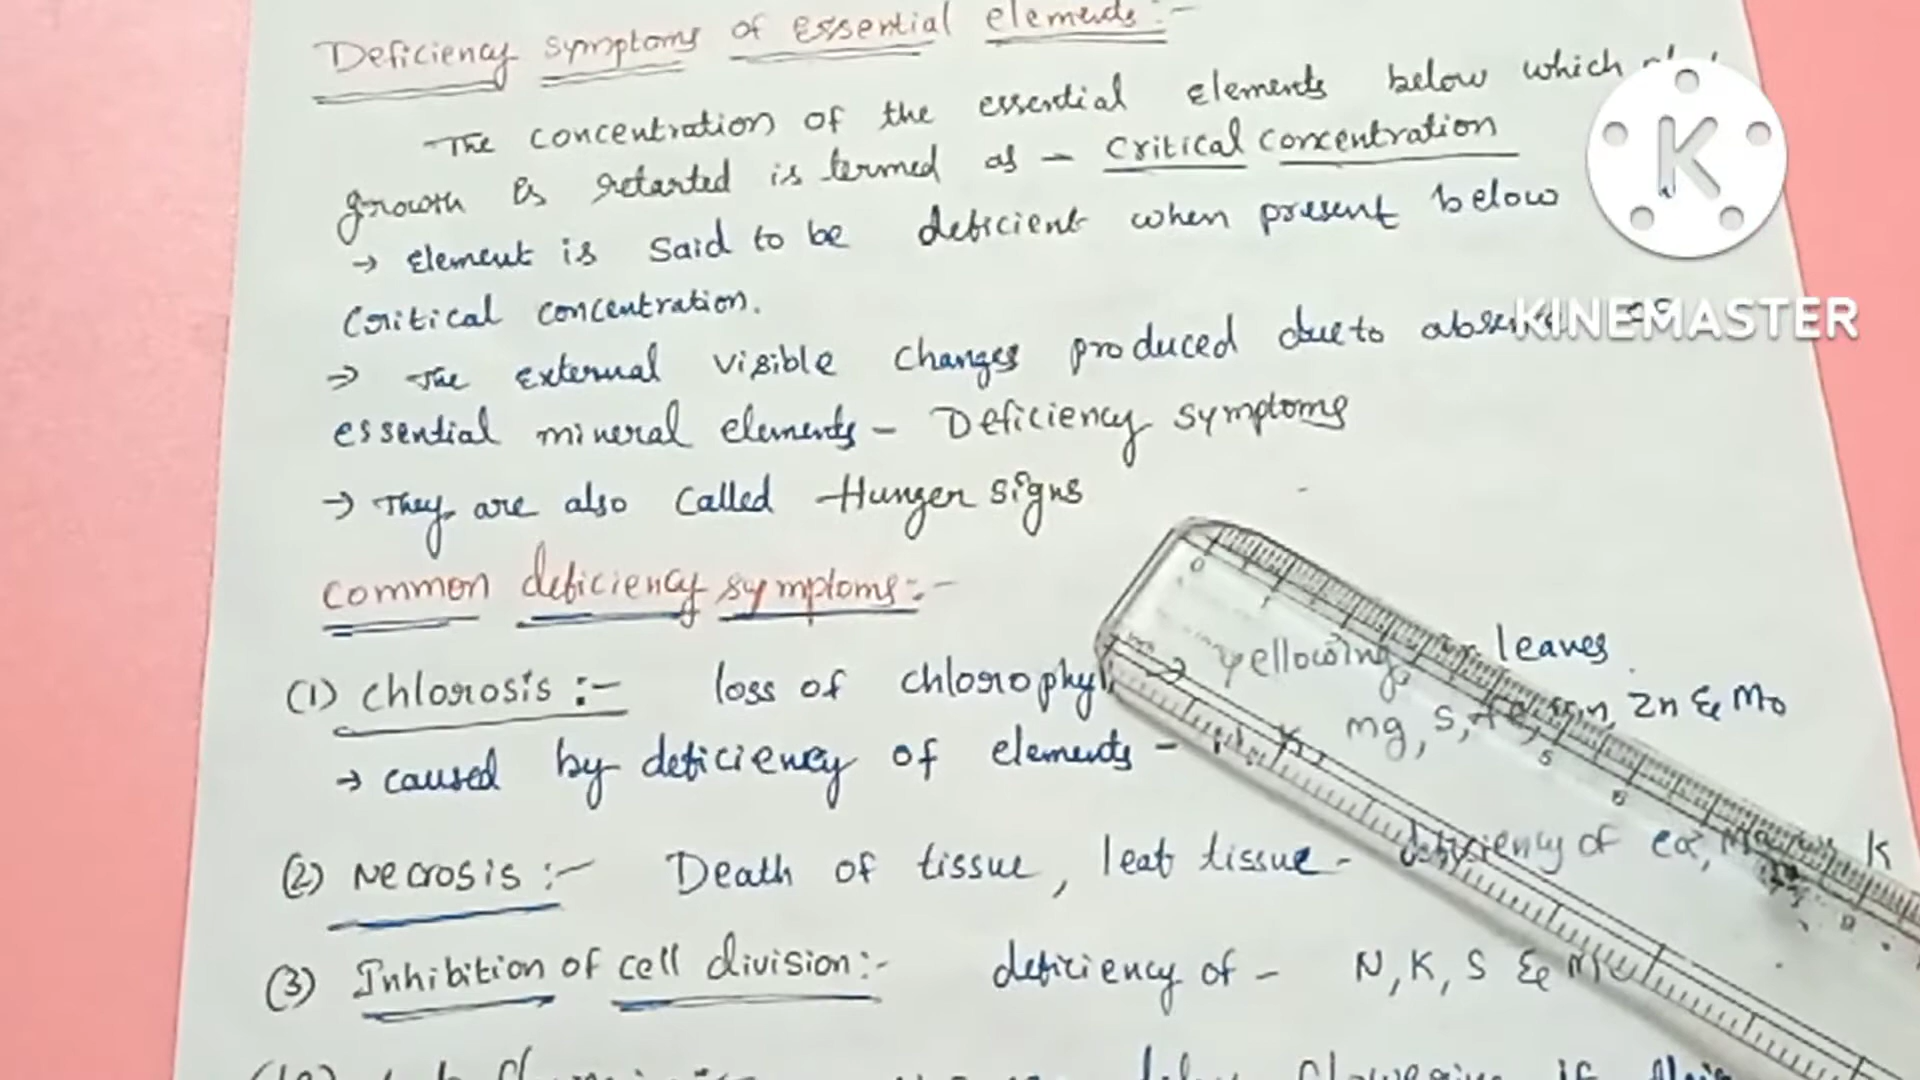 Deficiency symptoms of essential elements:-
The concentration of the essential elements below which
growth is retarted is termed as - critical concentration
→ Element is said to be deficient when present below
critical concentration.
⇒ The external visible changes produced due to
essential mineral elements - Deficiency symptoms
→ They are also called Hunger signs
common deficiency symptoms:-
(1) chlorosis :- loss of chlorophyll → yellowing leaves
→ caused by deficiency of elements - mg, S, Zn & Mo
(2) Necrosis :- Death of tissue, leaf tissue - deficiency of ca, K
(3) Inhibition of cell division:- deficiency of - N, K, S &
K
KINEMASTER